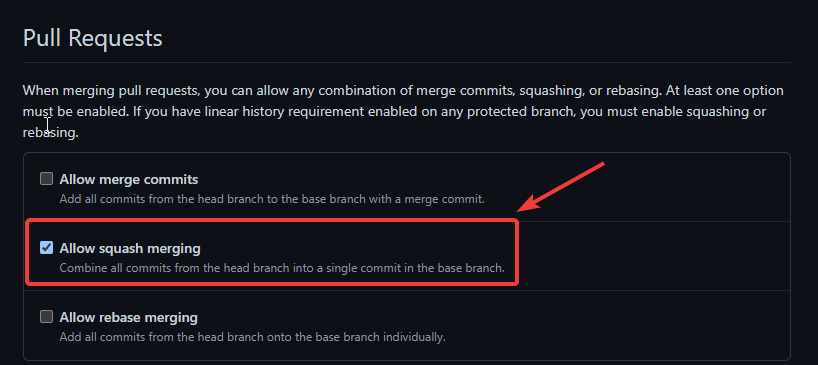 Pull Requests
When merging pull requests, you can allow any combination of merge commits, squashing, or rebasing. At least one option
must be enabled. If you have linear history requirement enabled on any protected branch, you must enable squashing or
rebasing.
Allow merge commits
Add all commits from the head branch to the base branch with a merge commit.
Allow squash merging
Combine all commits from the head branch into a single commit in the base branch.
Allow rebase merging
Add all commits from the head branch onto the base branch individually.